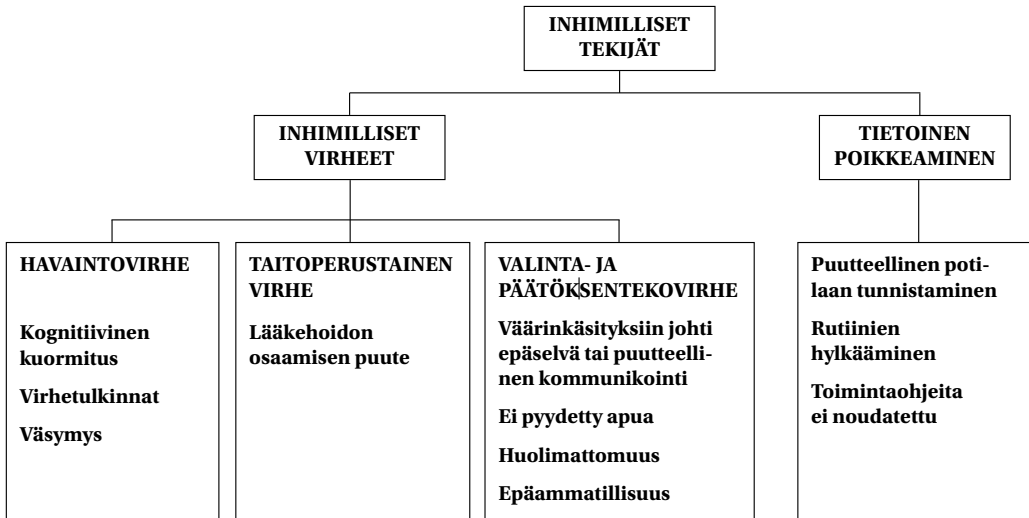 INHIMILLISET
TEKIJÄT
INHIMILLISET
VIRHEET
TIETOINEN
POIKKEAMINEN
HAVAINTOVIRHE
Kognitiivinen
kuormitus
Virhetulkinnat
Väsymys
TAITOPERUSTAINEN
VIRHE
Lääkehoidon
osaamisen puute
VALINTA- JA
PÄÄTÖKSENTEKOVIRHE
Väärinkäsityksiin johti
epäselvä tai puutteelli-
nen kommunikointi
Ei pyydetty apua
Huolimattomuus
Epäammatillisuus
Puutteellinen poti-
laan tunnistaminen
Rutiinien
hylkääminen
Toimintaohjeita
ei noudatettu